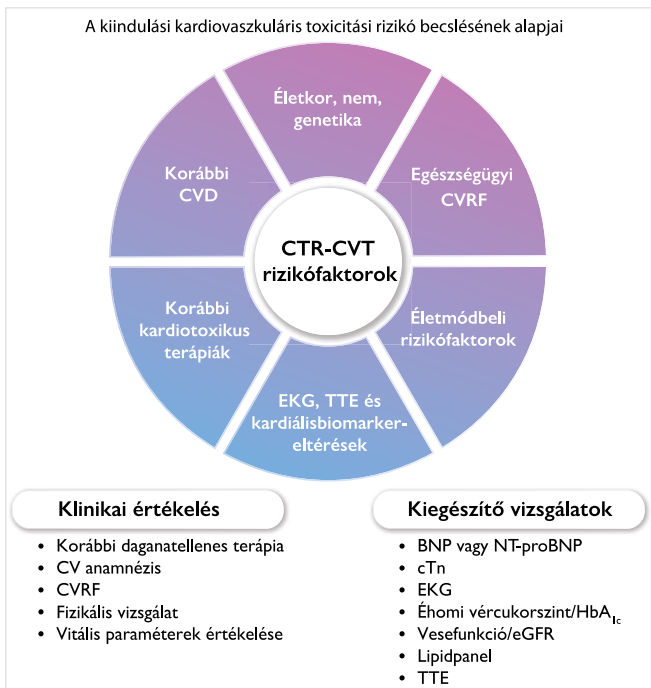 A kiindulási kardiovaszkuláris toxicitási rizikó becslésének alapjai
Életkor, nem,
genetika
Korábbi
CVD
Egészségügyi
CVRF
CTR-CVT
rizikófaktorok
Korábbi
kardiotoxikus
terápiák
Életmódbeli
rizikófaktorok
EKG, TTE és
kardiálisbiomarker-
eltérések
Klinikai értékelés
• Korábbi daganatellenes terápia
• CV anamnézis
• CVRF
• Fizikális vizsgálat
• Vitális paraméterek értékelése
Kiegészítő vizsgálatok
• BNP vagy NT-proBNP
• cTn
• EKG
• Éhomi vércukorszint/HbA1c
• Vesefunkció/eGFR
• Lipidpanel
• TTE